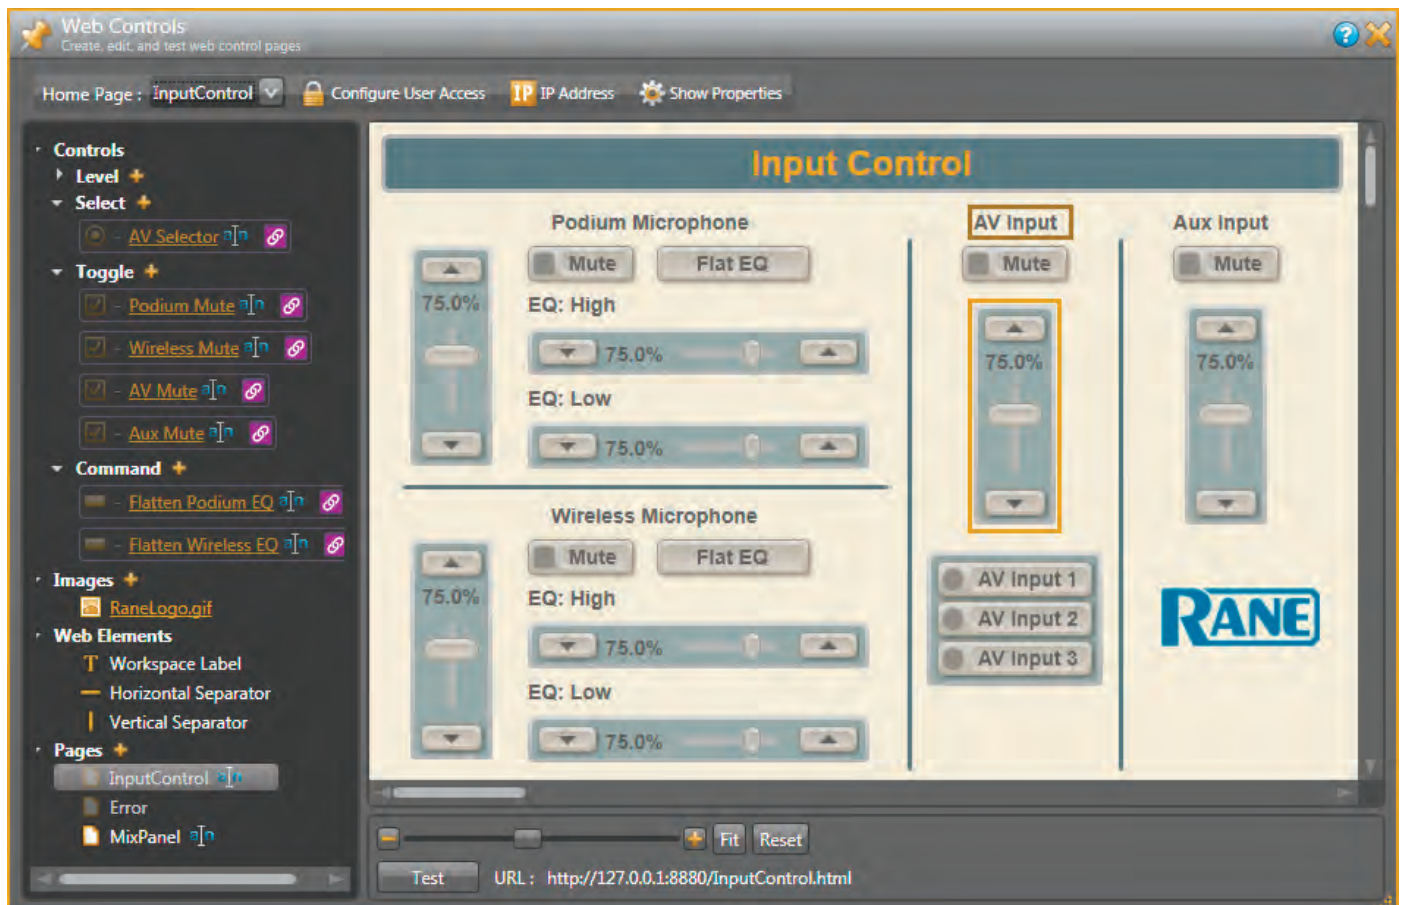 Web Controls
Create, edit, and test web control pages
?
Home Page : InputControl Configure User Access IP IP Address Show Properties
Controls
Level
Select
- AV Selector a|n
Toggle
- Podium Mute a|n
- Wireless Mute a|n
- AV Mute a|n
- Aux Mute a|n
Command
- Flatten Podium EQ a|n
- Flatten Wireless EQ a|n
Images
RaneLogo.gif
Web Elements
T Workspace Label
Horizontal Separator
Vertical Separator
Pages
InputControl a|n
Error
MixPanel a|n
Input Control
Podium Microphone
Mute Flat EQ
75.0%
EQ: High
75.0%
EQ: Low
75.0%
Wireless Microphone
Mute Flat EQ
75.0%
EQ: High
75.0%
EQ: Low
75.0%
AV Input
Mute
75.0%
AV Input 1
AV Input 2
AV Input 3
Aux Input
Mute
75.0%
RANE
Fit Reset
Test URL : http://127.0.0.1:8880/InputControl.html